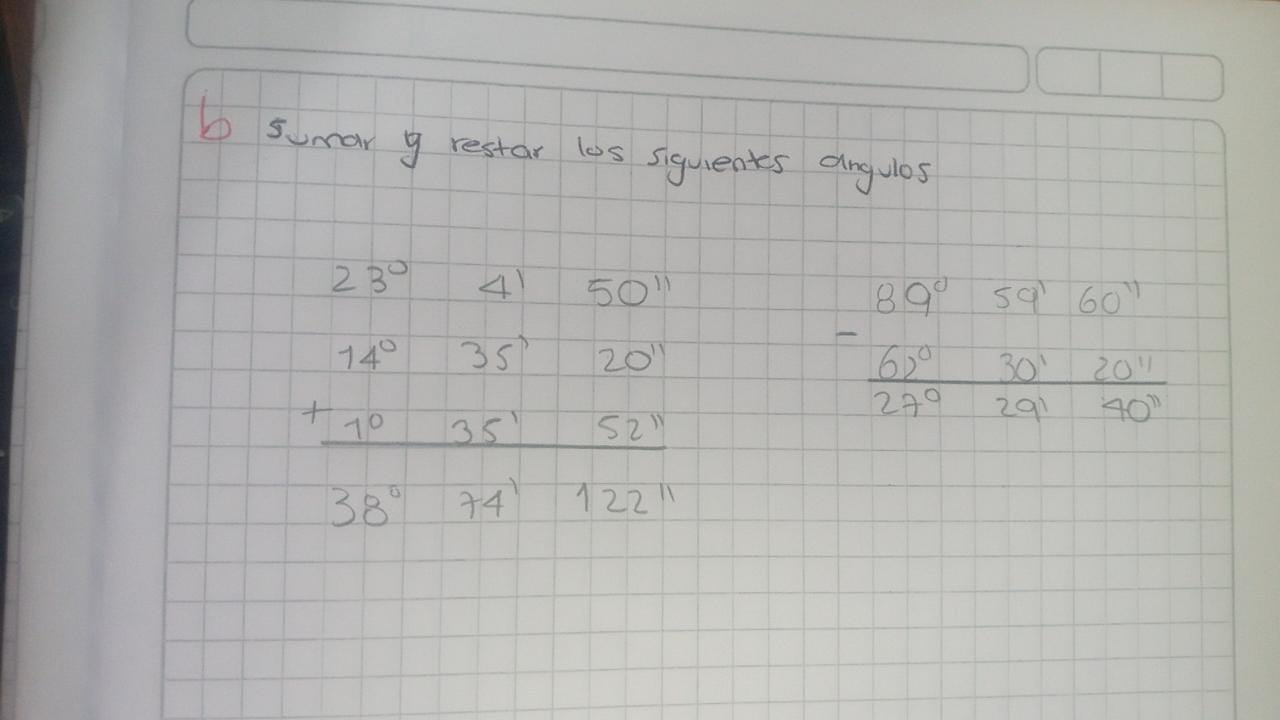 b sumar y restar los siguientes angulos
23° 4' 50"
14° 35' 20"
+ 1° 35' 52"
38° 74' 122"
89° 59' 60"
-
62° 30' 20"
27° 29' 40"